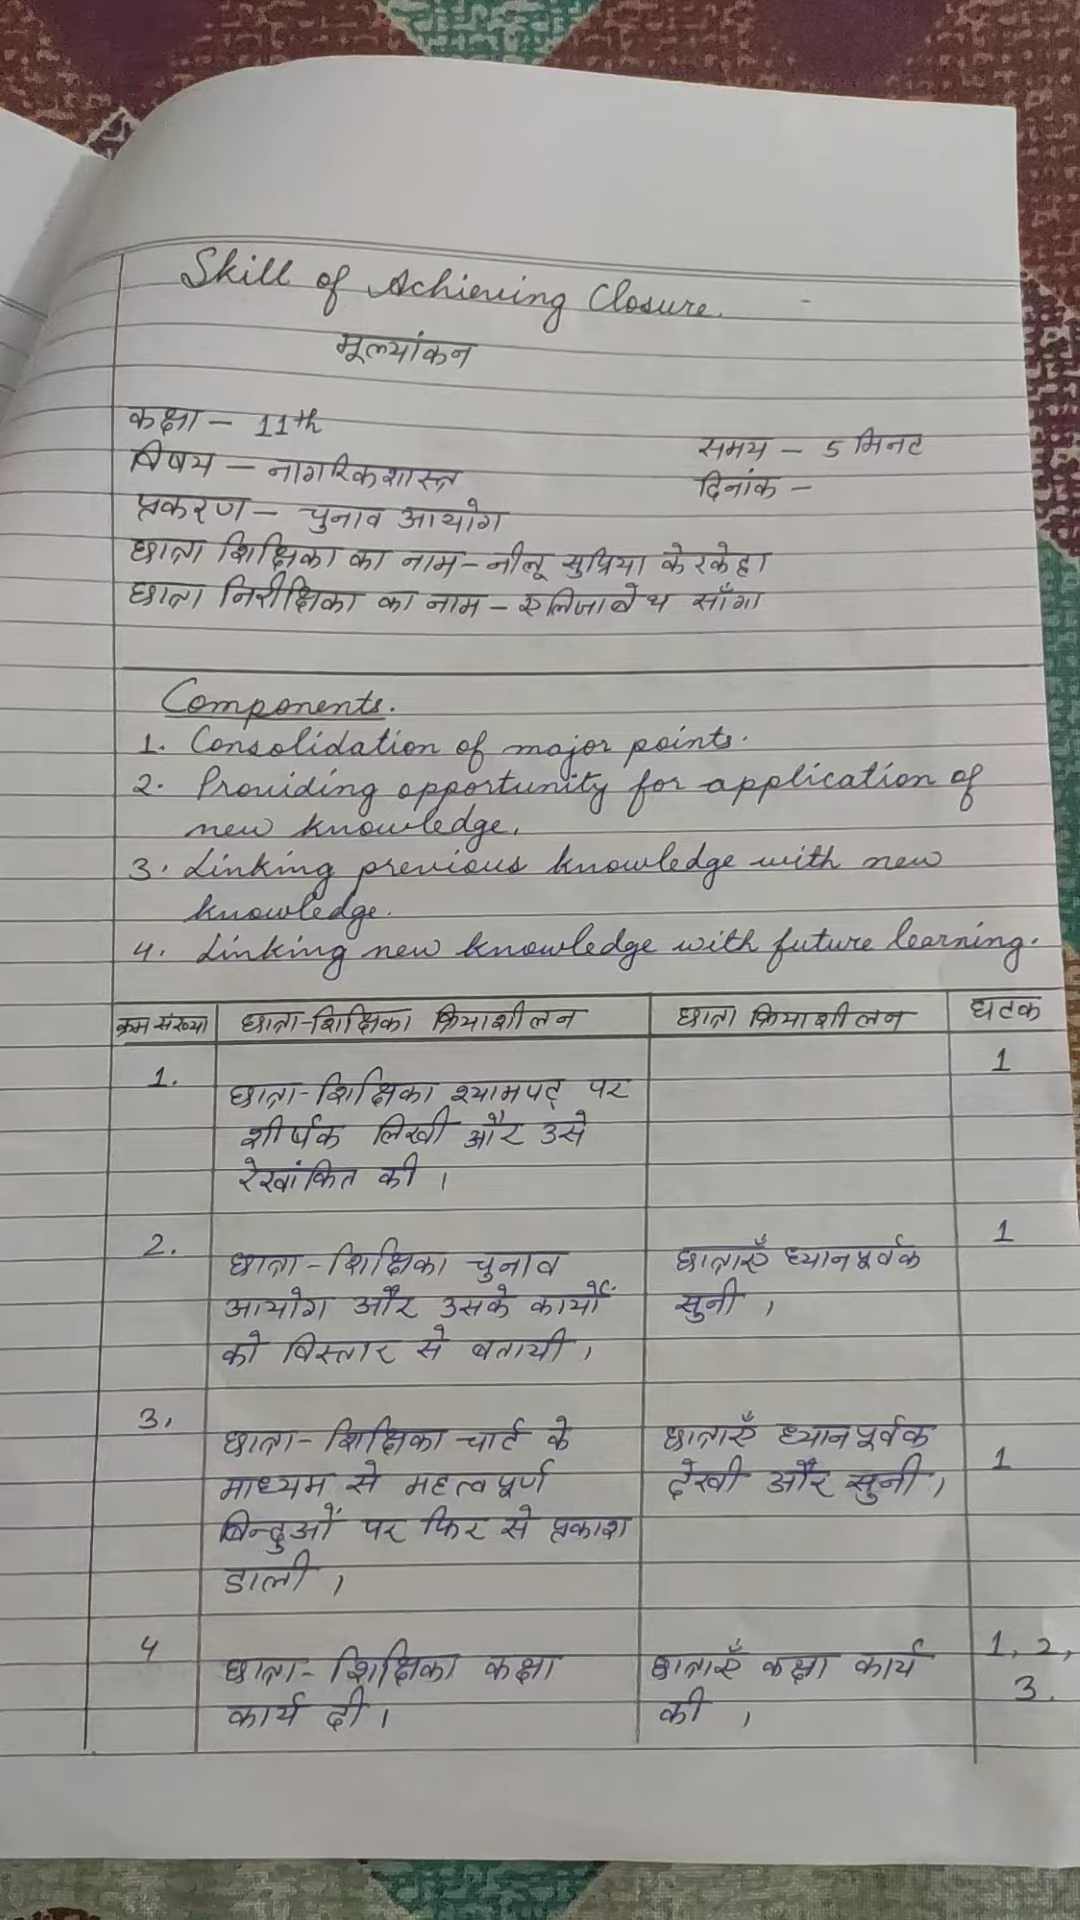 Skill of Achieving Closure.
मूल्यांकन
कक्षा – 11th
समय – 5 मिनट
विषय – नागरिकशास्त्र
दिनांक –
प्रकरण – चुनाव आयोग
छात्रा शिक्षिका का नाम – नीलू सुप्रिया केरकेट्टा
छात्रा निरीक्षिका का नाम – एलिजाबेथ साँगा
Components.
1. Consolidation of major points.
2. Providing opportunity for application of
new knowledge.
3. Linking previous knowledge with new
knowledge.
4. Linking new knowledge with future learning.
क्रम संख्या छात्रा-शिक्षिका क्रियाशीलन छात्रा क्रियाशीलन घटक
1. 1
छात्रा-शिक्षिका श्यामपट् पर
शीर्षक लिखी और उसे
रेखांकित की ।
2. 1
छात्रा-शिक्षिका चुनाव छात्राएँ ध्यानपूर्वक
आयोग और उसके कार्यों सुनी ।
को विस्तार से बतायी ।
3.
छात्रा-शिक्षिका चार्ट के छात्राएँ ध्यानपूर्वक
माध्यम से महत्वपूर्ण देखी और सुनी । 1
बिन्दुओं पर फिर से प्रकाश
डाली ।
4 1, 2,
छात्रा-शिक्षिका कक्षा छात्राएँ कक्षा कार्य 3.
कार्य दी । की ।